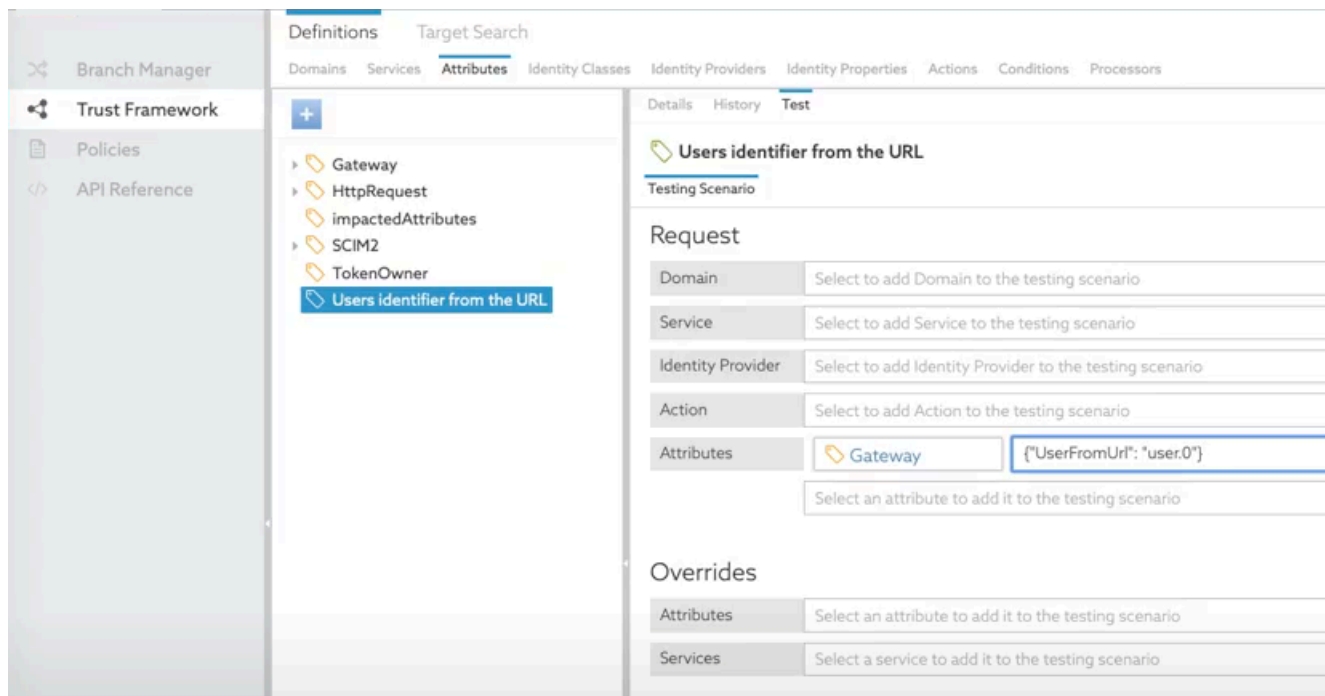 Definitions Target Search
Domains Services Attributes Identity Classes Identity Providers Identity Properties Actions Conditions Processors
Branch Manager
Trust Framework
Policies
API Reference
Gateway
HttpRequest
impactedAttributes
SCIM2
TokenOwner
Users identifier from the URL
Details History Test
Users identifier from the URL
Testing Scenario
Request
Domain Select to add Domain to the testing scenario
Service Select to add Service to the testing scenario
Identity Provider Select to add Identity Provider to the testing scenario
Action Select to add Action to the testing scenario
Attributes Gateway {"UserFromUrl": "user.0"}
Select an attribute to add it to the testing scenario
Overrides
Attributes Select an attribute to add it to the testing scenario
Services Select a service to add it to the testing scenario